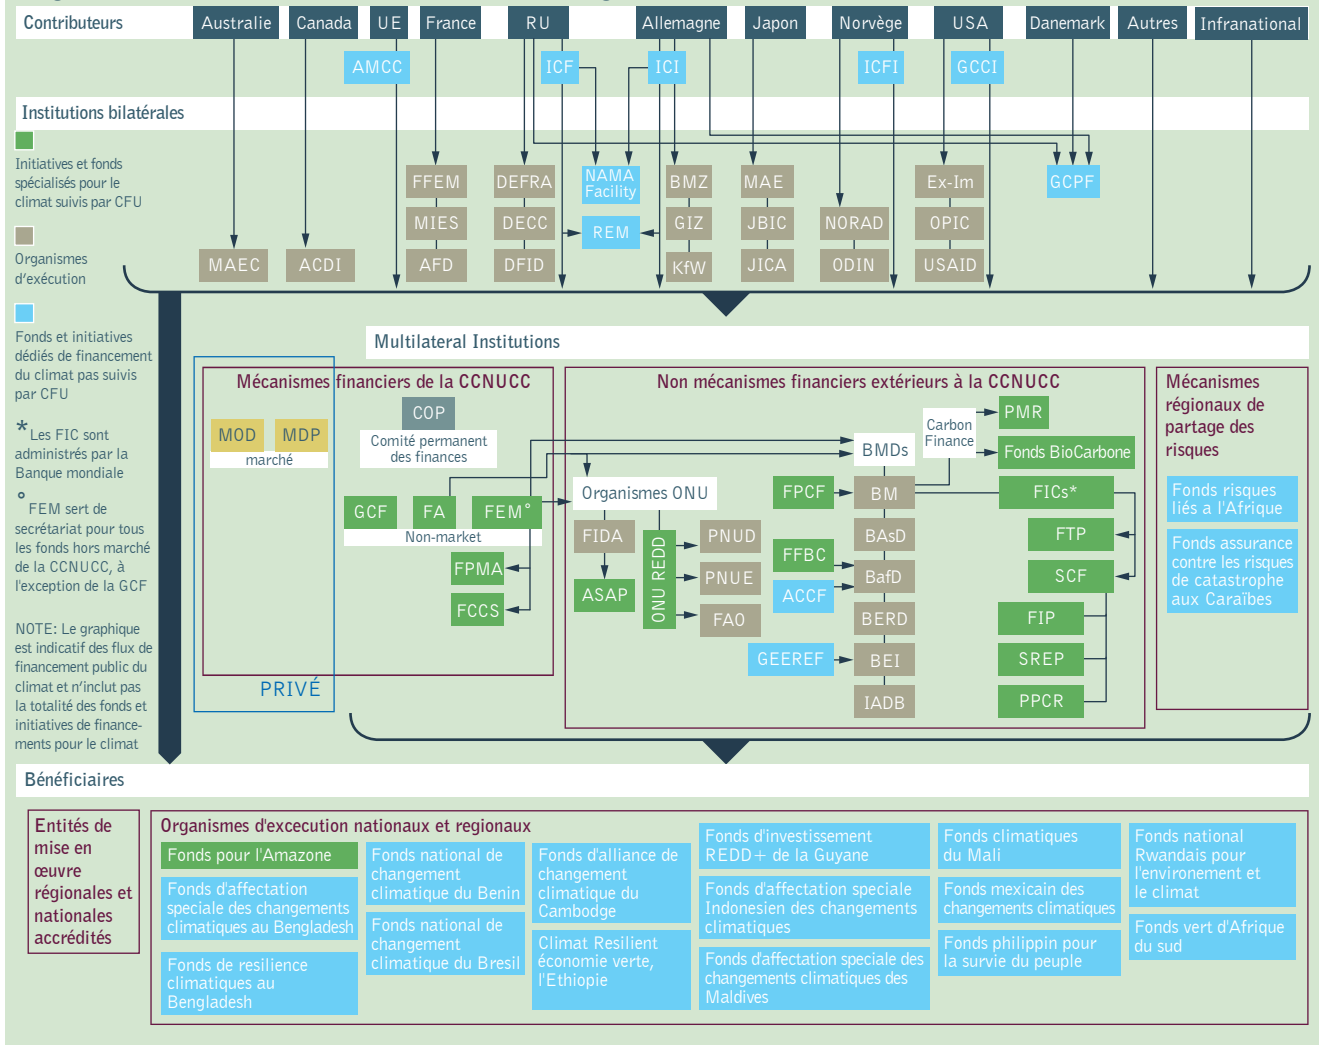 Contributeurs
Australie
Canada
UE
France
RU
Allemagne
Japon
Norvège
USA
Danemark
Autres
Infranational
AMCC
ICF
ICI
ICFI
GCCI
Institutions bilatérales
Initiatives et fonds
spécialisés pour le
climat suivis par CFU
Organismes
d'exécution
Fonds et initiatives
dédiés de financement
du climat pas suivis
par CFU
*Les FIC sont
administrés par la
Banque mondiale
° FEM sert de
secrétariat pour tous
les fonds hors marché
de la CCNUCC, à
l'exception de la GCF
NOTE: Le graphique
est indicatif des flux de
financement public du
climat et n'inclut pas
la totalité des fonds et
initiatives de finance-
ments pour le climat
FFEM
DEFRA
NAMA
Facility
BMZ
MAE
Ex-Im
GCPF
MIES
DECC
REM
GIZ
JBIC
NORAD
OPIC
MAEC
ACDI
AFD
DFID
KfW
JICA
ODIN
USAID
Multilateral Institutions
Mécanismes financiers de la CCNUCC
COP
MOD
MDP
marché
Comité permanent
des finances
GCF
FA
FEM°
Non-market
FPMA
FCCS
PRIVÉ
Non mécanismes financiers extérieurs à la CCNUCC
Organismes ONU
FIDA
ASAP
ONU REDD
PNUD
PNUE
FAO
BMDs
Carbon
Finance
PMR
Fonds BioCarbone
FPCF
BM
FICs*
BAsD
FTP
FFBC
BafD
SCF
ACCF
BERD
FIP
GEEREF
BEI
SREP
IADB
PPCR
Mécanismes
régionaux de
partage des
risques
Fonds risques
liés a l'Afrique
Fonds assurance
contre les risques
de catastrophe
aux Caraïbes
Bénéficiaires
Entités de
mise en
œuvre
régionales et
nationales
accrédités
Organismes d'excecution nationaux et regionaux
Fonds pour l'Amazone
Fonds d'affectation
speciale des changements
climatiques au Bengladesh
Fonds de resilience
climatiques au
Bengladesh
Fonds national de
changement
climatique du Benin
Fonds national de
changement
climatique du Bresil
Fonds d'alliance de
changement
climatique du
Cambodge
Climat Resilient
économie verte,
l'Ethiopie
Fonds d'investissement
REDD+ de la Guyane
Fonds d'affectation speciale
Indonesien des changements
climatiques
Fonds d'affectation speciale des
changements climatiques des
Maldives
Fonds climatiques
du Mali
Fonds mexicain des
changements climatiques
Fonds philippin pour
la survie du peuple
Fonds national
Rwandais pour
l'environement et
le climat
Fonds vert d'Afrique
du sud